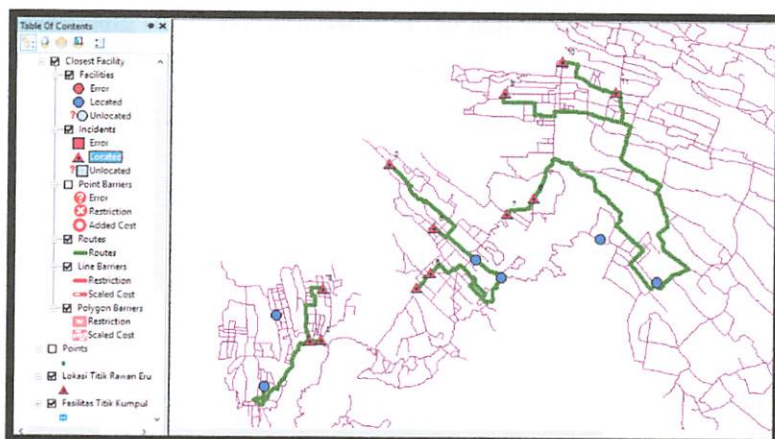 Table Of Contents
Closest Facility
Facilities
Error
Located
Unlocated
Incidents
Error
Located
Unlocated
Point Barriers
Error
Restriction
Added Cost
Routes
Routes
Line Barriers
Restriction
Scaled Cost
Polygon Barriers
Restriction
Scaled Cost
Points
Lokasi Titik Rawan Eru
Fasilitas Titik Kumpul